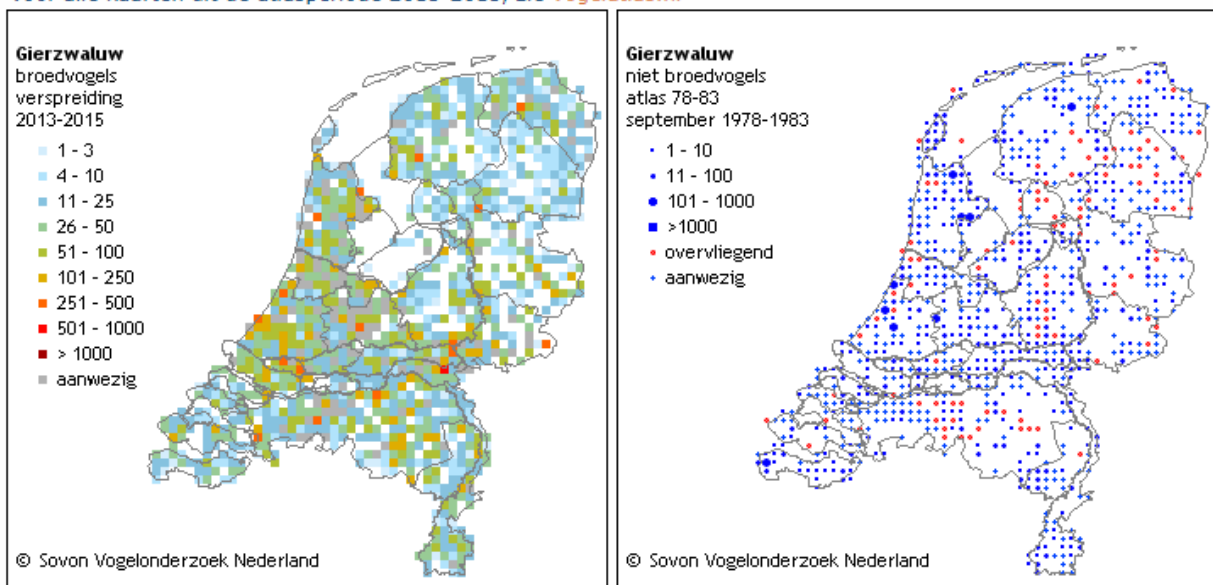 Gierzwaluw
broedvogels
verspreiding
2013-2015
1 - 3
4 - 10
11 - 25
26 - 50
51 - 100
101 - 250
251 - 500
501 - 1000
> 1000
aanwezig
© Sovon Vogelonderzoek Nederland
Gierzwaluw
niet broedvogels
atlas 78-83
september 1978-1983
1 - 10
11 - 100
101 - 1000
>1000
overvliegend
aanwezig
© Sovon Vogelonderzoek Nederland